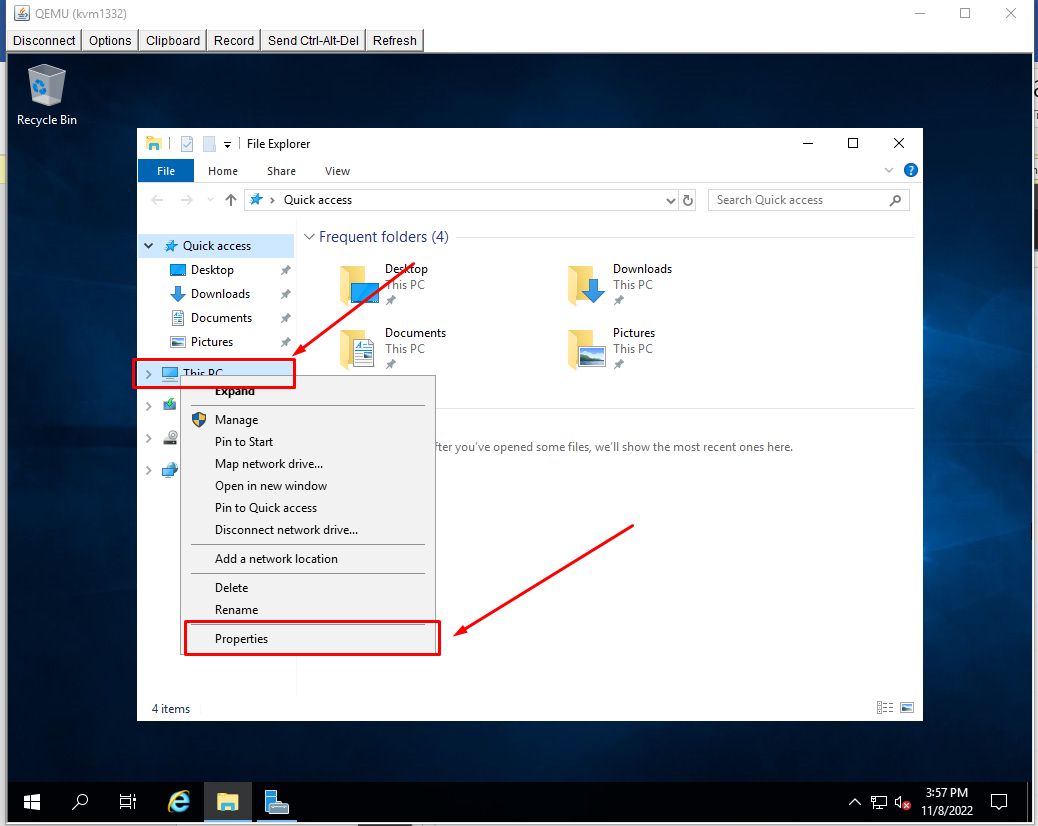 QEMU (kvm1332)
Disconnect Options Clipboard Record Send Ctrl-Alt-Del Refresh
Recycle Bin
File Explorer
File Home Share View
Quick access Search Quick access
Quick access
Desktop
Downloads
Documents
Pictures
This PC
Frequent folders (4)
Desktop
This PC
Downloads
This PC
Documents
This PC
Pictures
This PC
Expand
Manage
Pin to Start
Map network drive...
Open in new window
Pin to Quick access
Disconnect network drive...
Add a network location
Delete
Rename
Properties
fter you've opened some files, we'll show the most recent ones here.
4 items
3:57 PM
11/8/2022